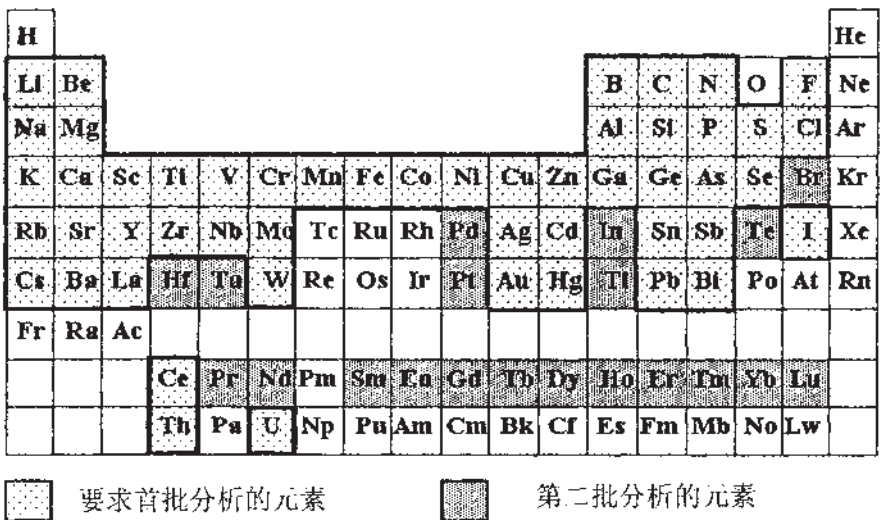 H He
Li Be B C N O F Ne
Na Mg Al Si P S Cl Ar
K Ca Sc Ti V Cr Mn Fe Co Ni Cu Zn Ga Ge As Se Br Kr
Rb Sr Y Zr Nb Mo Tc Ru Rh Pd Ag Cd In Sn Sb Te I Xe
Cs Ba La Hf Ta W Re Os Ir Pt Au Hg Tl Pb Bi Po At Rn
Fr Ra Ac
Ce Pr Nd Pm Sm Eu Gd Tb Dy Ho Er Tm Yb Lu
Th Pa U Np Pu Am Cm Bk Cf Es Fm Mb No Lw
要求首批分析的元素 第二批分析的元素